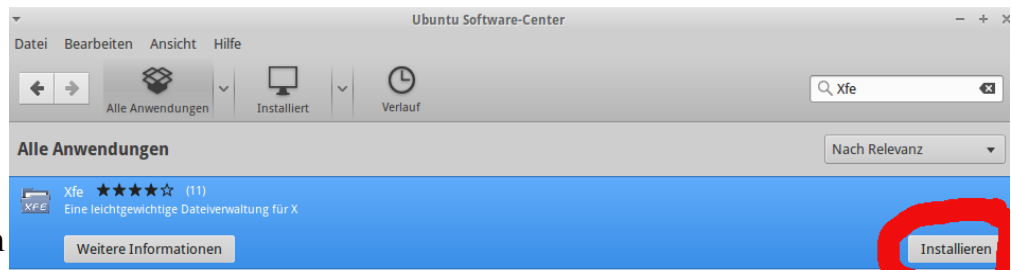 Ubuntu Software-Center
Datei Bearbeiten Ansicht Hilfe
Alle Anwendungen Installiert Verlauf
Xfe
Alle Anwendungen
Nach Relevanz
XFE
Xfe ★★★★☆ (11)
Eine leichtgewichtige Dateiverwaltung für X
Weitere Informationen
Installieren